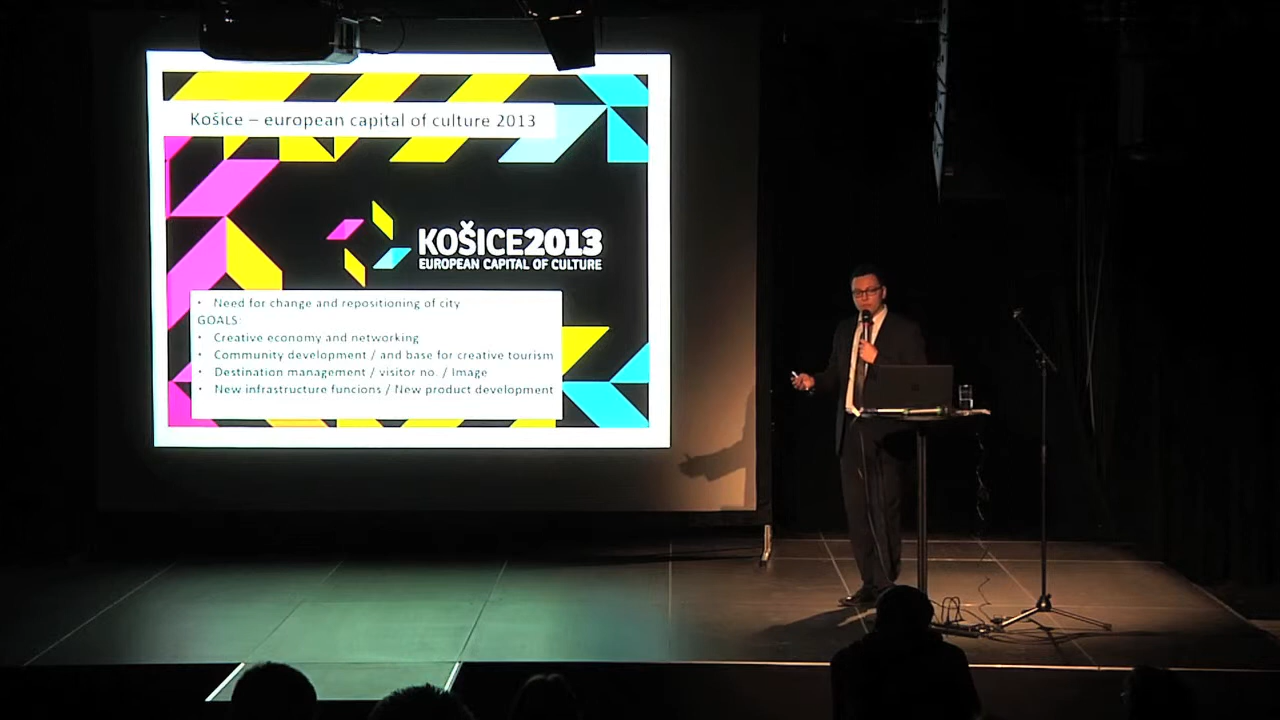 Košice – european capital of culture 2013
KOŠICE2013
EUROPEAN CAPITAL OF CULTURE
• Need for change and repositioning of city
GOALS:
• Creative economy and networking
• Community development / and base for creative tourism
• Destination management / visitor no. / Image
• New infrastructure funcions / New product development